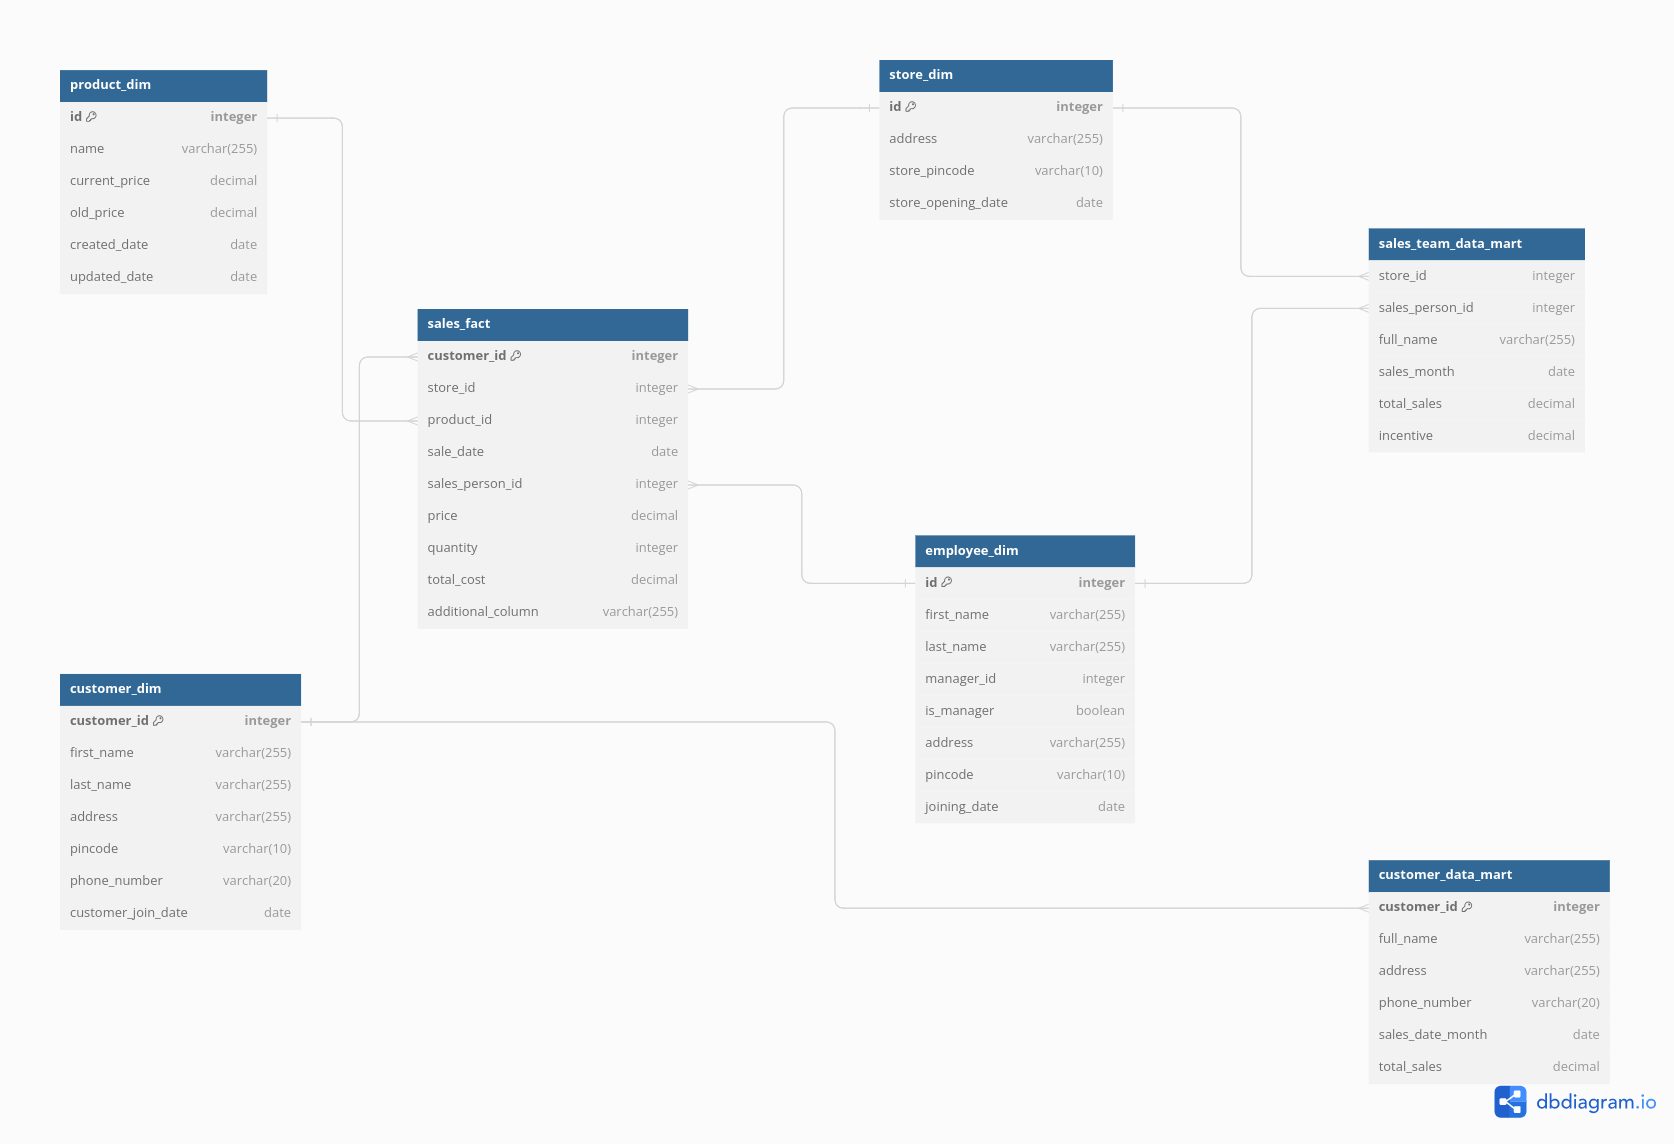 product_dim
id integer
name varchar(255)
current_price decimal
old_price decimal
created_date date
updated_date date
store_dim
id integer
address varchar(255)
store_pincode varchar(10)
store_opening_date date
sales_team_data_mart
store_id integer
sales_person_id integer
full_name varchar(255)
sales_month date
total_sales decimal
incentive decimal
sales_fact
customer_id integer
store_id integer
product_id integer
sale_date date
sales_person_id integer
price decimal
quantity integer
total_cost decimal
additional_column varchar(255)
employee_dim
id integer
first_name varchar(255)
last_name varchar(255)
manager_id integer
is_manager boolean
address varchar(255)
pincode varchar(10)
joining_date date
customer_dim
customer_id integer
first_name varchar(255)
last_name varchar(255)
address varchar(255)
pincode varchar(10)
phone_number varchar(20)
customer_join_date date
customer_data_mart
customer_id integer
full_name varchar(255)
address varchar(255)
phone_number varchar(20)
sales_date_month date
total_sales decimal
dbdiagram.io